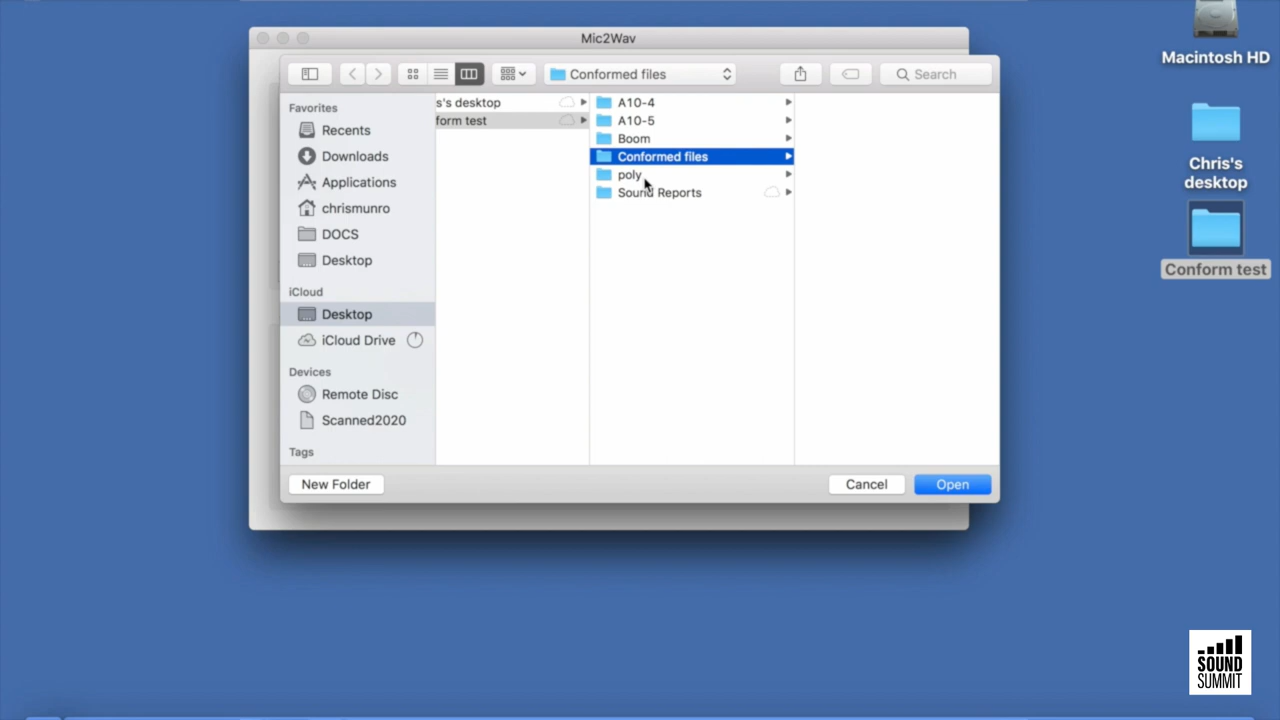 Mic2Wav
Conformed files
Search
Favorites
Recents
Downloads
Applications
chrismunro
DOCS
Desktop
iCloud
Desktop
iCloud Drive
Devices
Remote Disc
Scanned2020
Tags
s's desktop
form test
A10-4
A10-5
Boom
Conformed files
poly
Sound Reports
New Folder
Cancel
Open
Macintosh HD
Chris's
desktop
Conform test
SOUND
SUMMIT